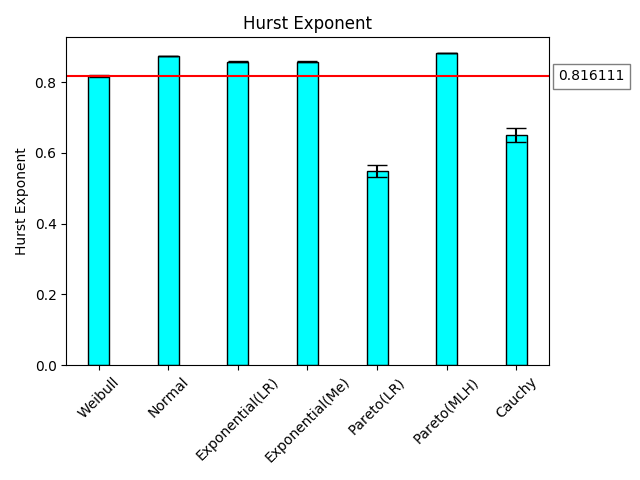 Hurst Exponent
Hurst Exponent
0.8
0.6
0.4
0.2
0.0
0.816111
Weibull
Normal
Exponential(LR)
Exponential(Me)
Pareto(LR)
Pareto(MLH)
Cauchy